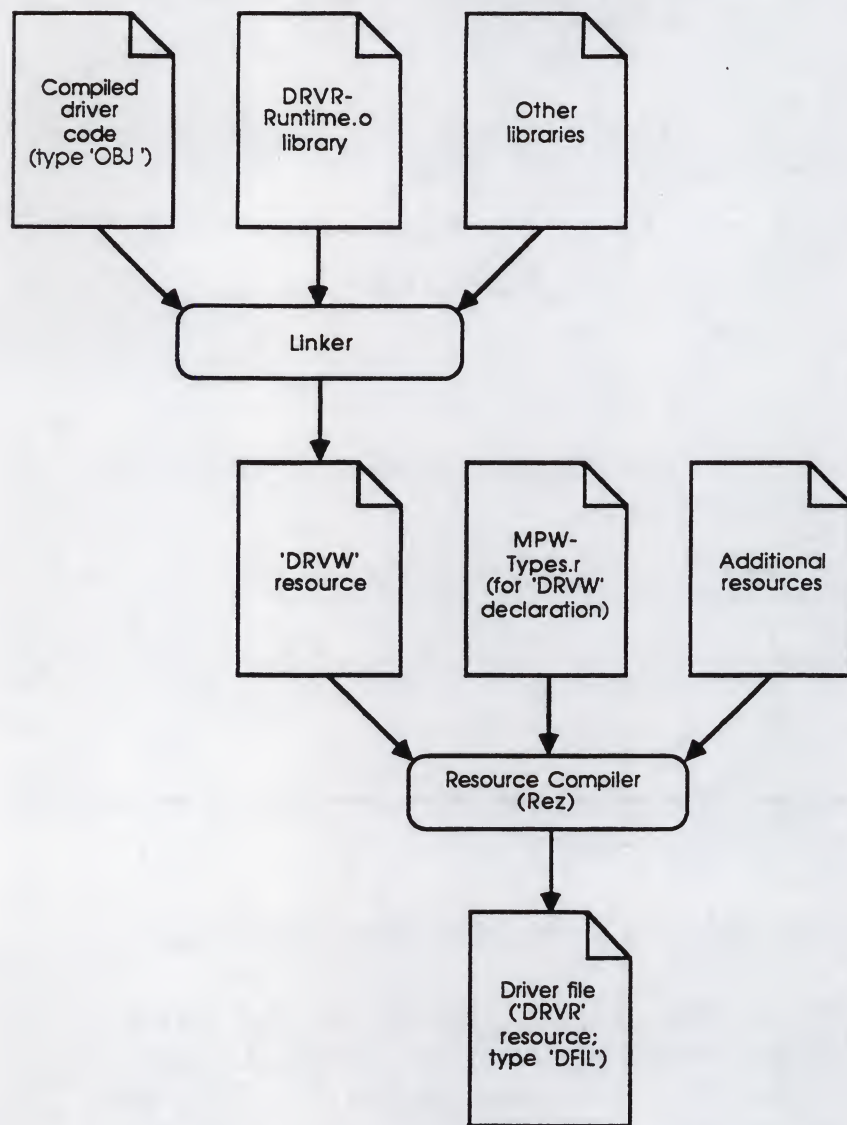 Compiled
driver
code
(type 'OBJ ')
DRVR-
Runtime.o
library
Other
libraries
Linker
'DRVW'
resource
MPW-
Types.r
(for 'DRVW'
declaration)
Additional
resources
Resource Compiler
(Rez)
Driver file
('DRVR'
resource;
type 'DFIL')